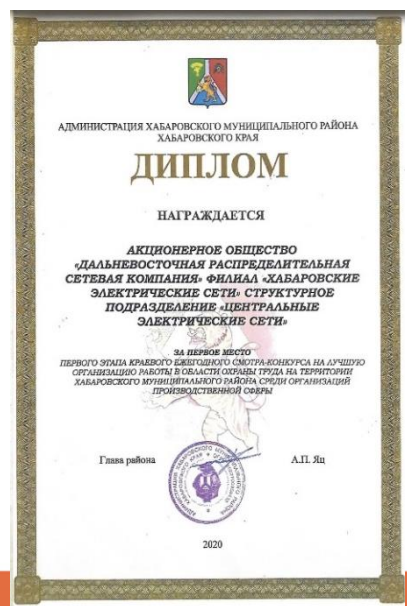 АДМИНИСТРАЦИЯ ХАБАРОВСКОГО МУНИЦИПАЛЬНОГО РАЙОНА
ХАБАРОВСКОГО КРАЯ
ДИПЛОМ
НАГРАЖДАЕТСЯ
АКЦИОНЕРНОЕ ОБЩЕСТВО
«ДАЛЬНЕВОСТОЧНАЯ РАСПРЕДЕЛИТЕЛЬНАЯ
СЕТЕВАЯ КОМПАНИЯ» ФИЛИАЛ «ХАБАРОВСКИЕ
ЭЛЕКТРИЧЕСКИЕ СЕТИ» СТРУКТУРНОЕ
ПОДРАЗДЕЛЕНИЕ «ЦЕНТРАЛЬНЫЕ
ЭЛЕКТРИЧЕСКИЕ СЕТИ»
ЗА ПЕРВОЕ МЕСТО
ПЕРВОГО ЭТАПА КРАЕВОГО ЕЖЕГОДНОГО СМОТРА-КОНКУРСА НА ЛУЧШУЮ
ОРГАНИЗАЦИЮ РАБОТЫ В ОБЛАСТИ ОХРАНЫ ТРУДА НА ТЕРРИТОРИИ
ХАБАРОВСКОГО МУНИЦИПАЛЬНОГО РАЙОНА СРЕДИ ОРГАНИЗАЦИЙ
ПРОИЗВОДСТВЕННОЙ СФЕРЫ
Глава района А.П. Яц
2020